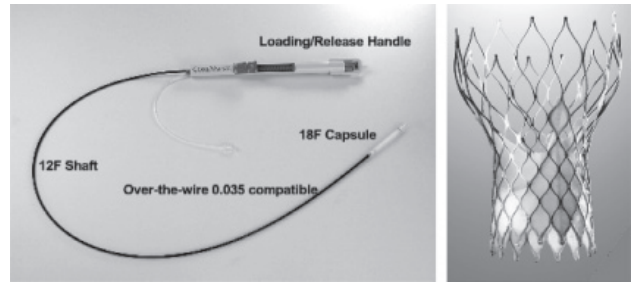 Loading/Release Handle
18F Capsule
12F Shaft
Over-the-wire 0.035 compatible